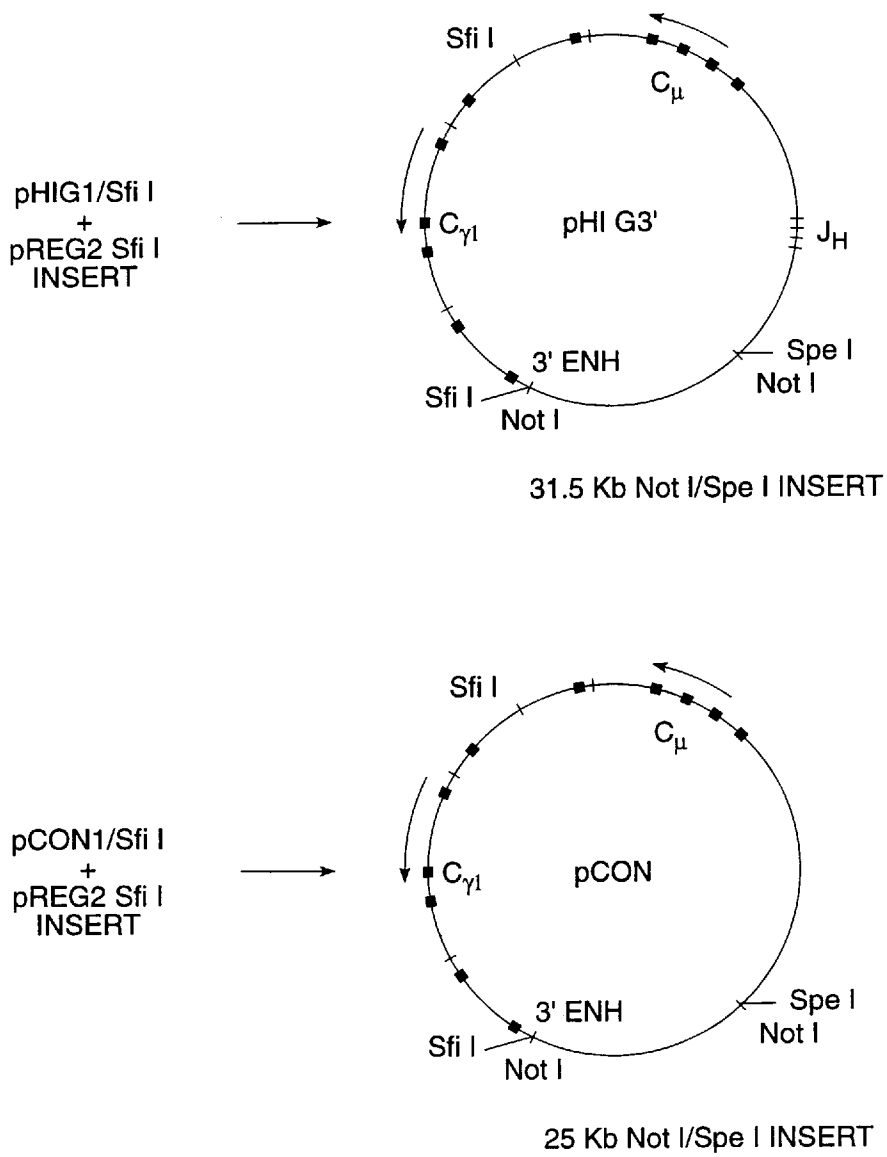 Sfi I
Cμ
pHIG1/Sfi I
+
pREG2 Sfi I
INSERT
Cγ1
pHI G3'
JH
3' ENH
Spe I
Sfi I
Not I
Not I
31.5 Kb Not I/Spe I INSERT
Sfi I
Cμ
pCON1/Sfi I
+
pREG2 Sfi I
INSERT
Cγ1
pCON
3' ENH
Spe I
Sfi I
Not I
Not I
25 Kb Not I/Spe I INSERT